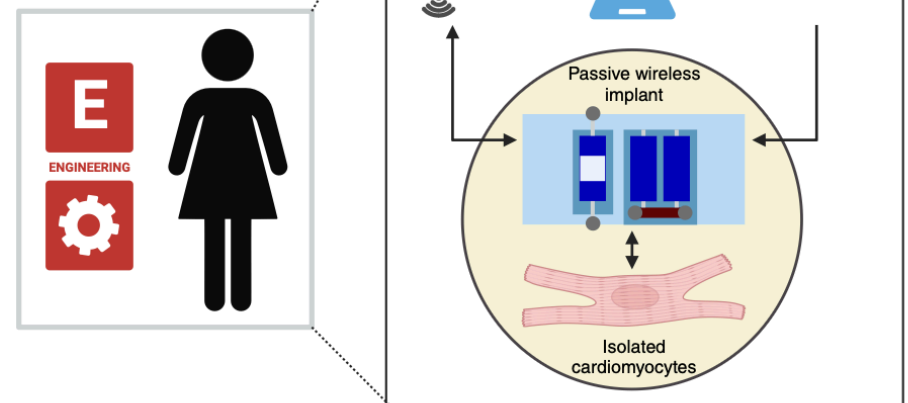 E
ENGINEERING
Passive wireless
implant
Isolated
cardiomyocytes